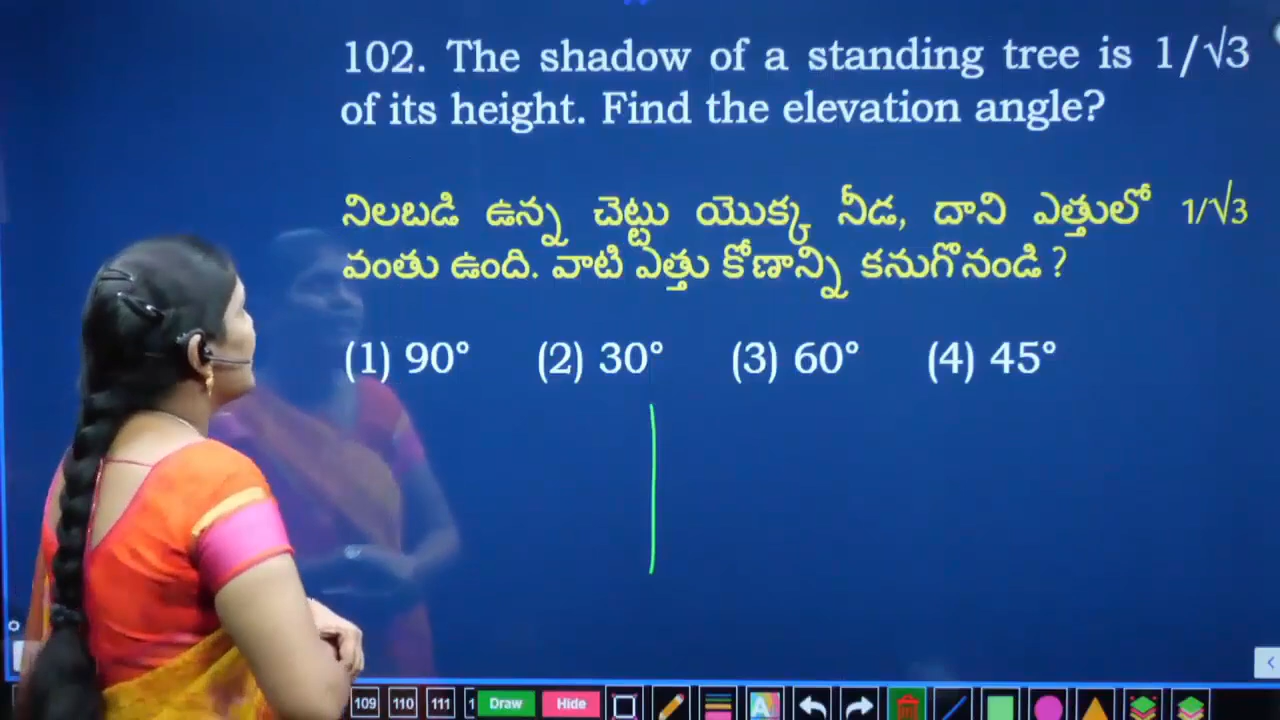 102. The shadow of a standing tree is 1/√3
of its height. Find the elevation angle?
నిలబడి ఉన్న చెట్టు యొక్క నీడ, దాని ఎత్తులో 1/√3
వంతు ఉంది. వాటి ఎత్తు కోణాన్ని కనుగొనండి ?
(1) 90° (2) 30° (3) 60° (4) 45°
109 110 111 1 Draw Hide A